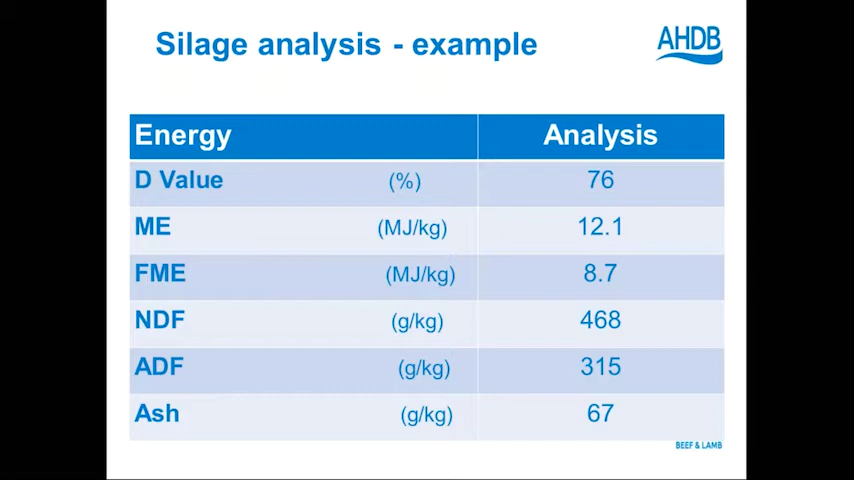 Silage analysis - example
AHDB
Energy Analysis
D Value (%) 76
ME (MJ/kg) 12.1
FME (MJ/kg) 8.7
NDF (g/kg) 468
ADF (g/kg) 315
Ash (g/kg) 67
BEEF & LAMB